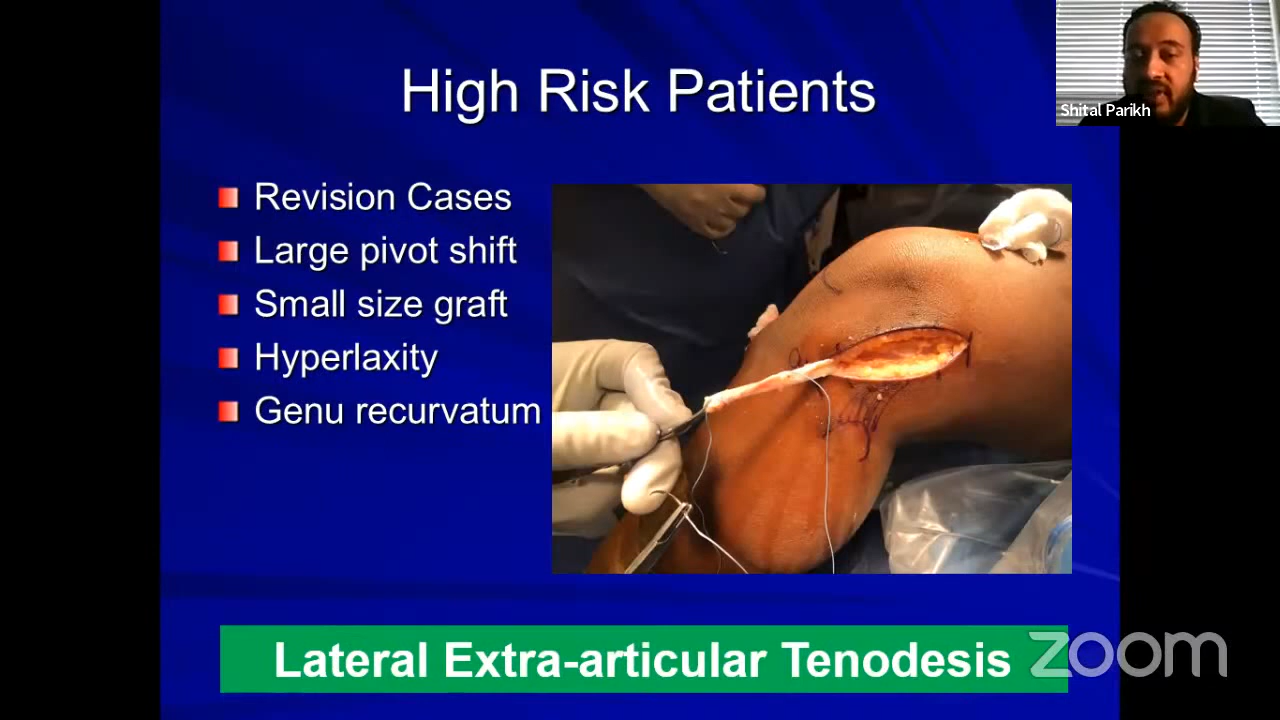 High Risk Patients
Shital Parikh
Revision Cases
Large pivot shift
Small size graft
Hyperlaxity
Genu recurvatum
Lateral Extra-articular Tenodesis
zoom